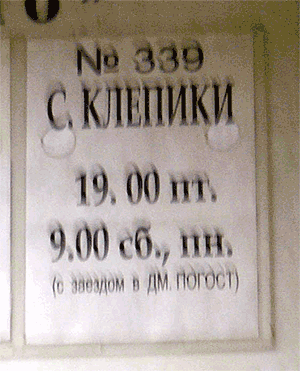 № 339
С. КЛЕПИКИ
19. 00 пт.
9.00 сб., пн.
(с заездом в ДМ. ПОГОСТ)